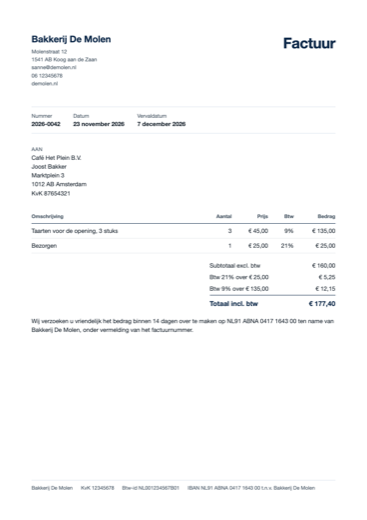 Bakkerij De Molen
Factuur
Molenstraat 12
1541 AB Koog aan de Zaan
sanne@demolen.nl
06 12345678
demolen.nl
Nummer Datum Vervaldatum
2026-0042 23 november 2026 7 december 2026
AAN
Café Het Plein B.V.
Joost Bakker
Marktplein 3
1012 AB Amsterdam
KvK 87654321
Omschrijving Aantal Prijs Btw Bedrag
Taarten voor de opening, 3 stuks 3 € 45,00 9% € 135,00
Bezorgen 1 € 25,00 21% € 25,00
Subtotaal excl. btw € 160,00
Btw 21% over € 25,00 € 5,25
Btw 9% over € 135,00 € 12,15
Totaal incl. btw € 177,40
Wij verzoeken u vriendelijk het bedrag binnen 14 dagen over te maken op NL91 ABNA 0417 1643 00 ten name van
Bakkerij De Molen, onder vermelding van het factuurnummer.
Bakkerij De Molen KvK 12345678 Btw-id NL001234567B01 IBAN NL91 ABNA 0417 1643 00 t.n.v. Bakkerij De Molen